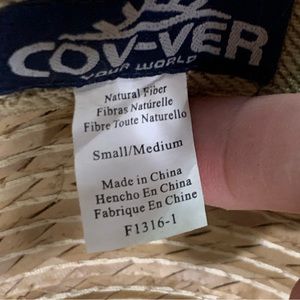 COV-VER
YOUR WORLD
Natural Fiber
Fibras Natúrelle
Fibre Toute Naturello
Small/Medium
Made in China
Hencho En China
Fabrique En Chine
F1316-1